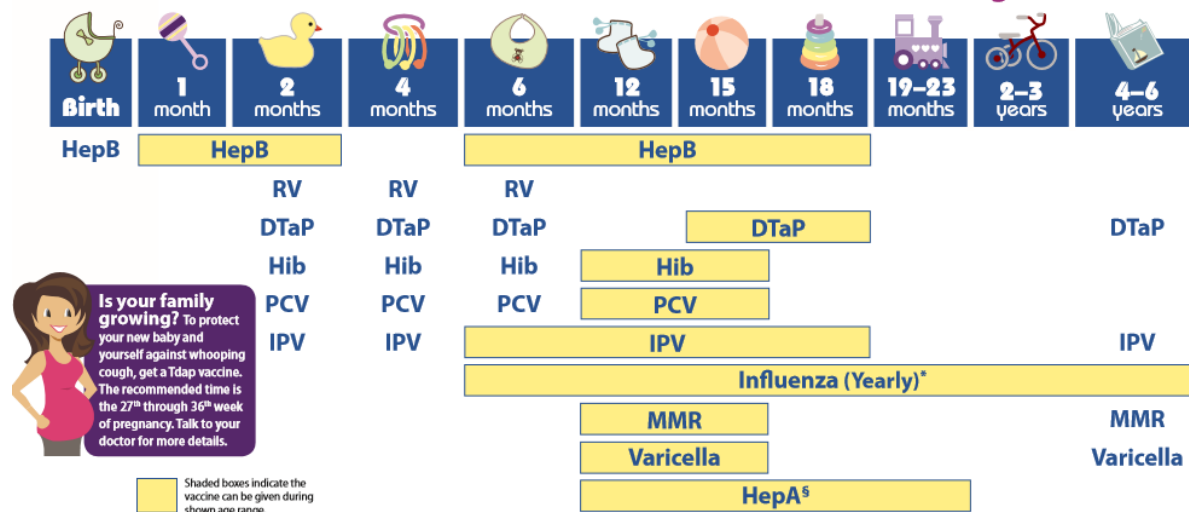 Birth
1
month
2
months
4
months
6
months
12
months
15
months
18
months
19–23
months
2–3
years
4–6
years
HepB HepB HepB
RV RV RV
DTaP DTaP DTaP DTaP DTaP
Hib Hib Hib Hib
PCV PCV PCV PCV
IPV IPV IPV IPV
Influenza (Yearly)*
MMR MMR
Varicella Varicella
HepA§
Is your family
growing? To protect
your new baby and
yourself against whooping
cough, get a Tdap vaccine.
The recommended time is
the 27th through 36th week
of pregnancy. Talk to your
doctor for more details.
Shaded boxes indicate the
vaccine can be given during
shown age range.